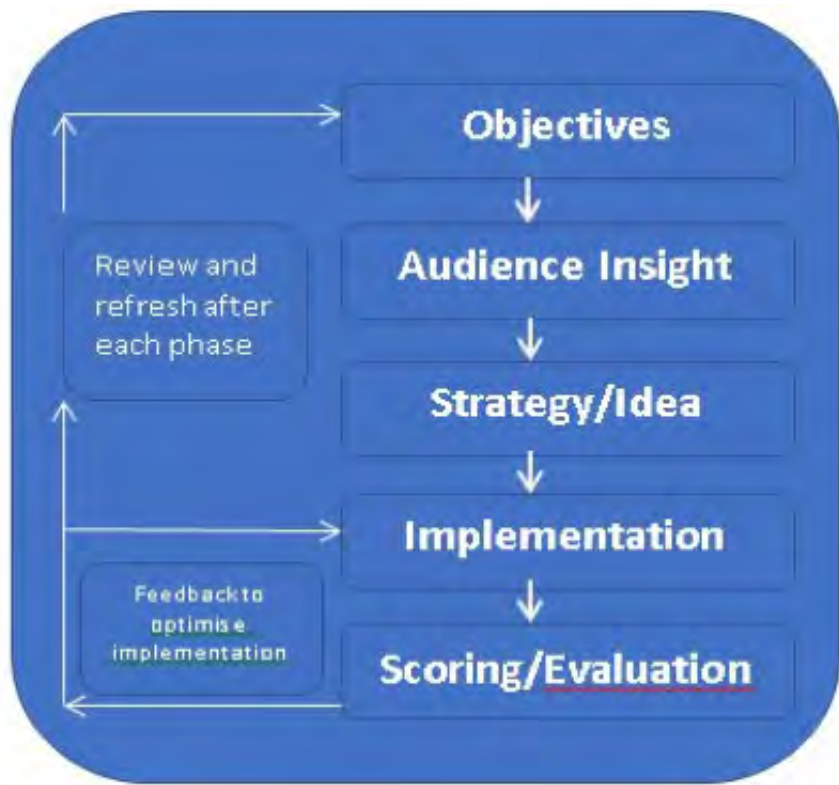 Objectives
Review and
refresh after
each phase
Audience Insight
Strategy/Idea
Implementation
Feedback to
optimise
implementation
Scoring/Evaluation